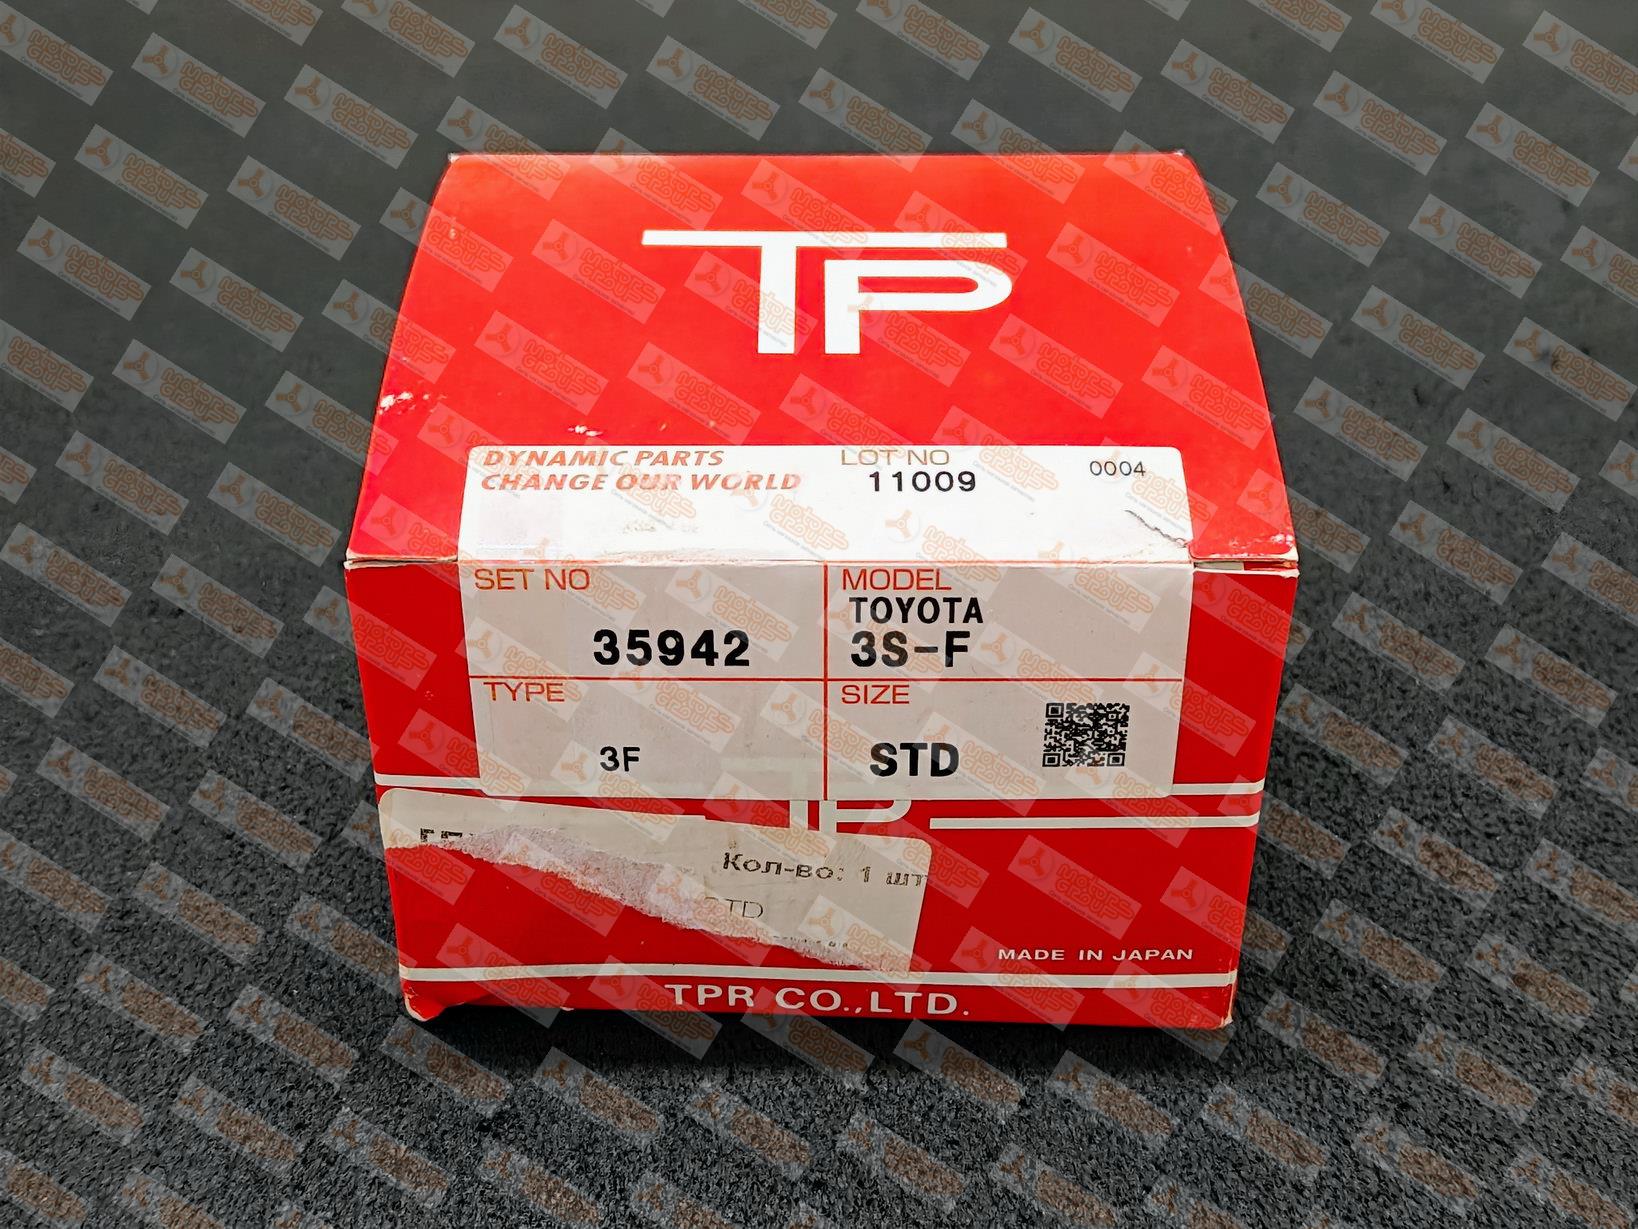 TP
DYNAMIC PARTS
CHANGE OUR WORLD
LOT NO
11009
0004
SET NO
35942
MODEL
TOYOTA
3S-F
TYPE
3F
SIZE
STD
TP
Кол-во: 1 шт
STD
MADE IN JAPAN
TPR CO.,LTD.